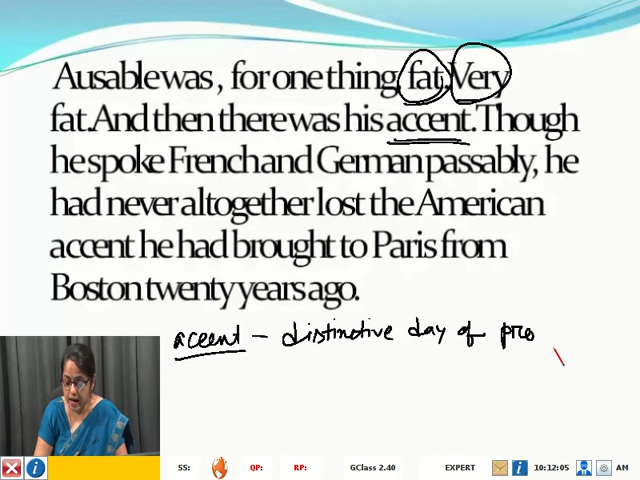 Ausable was , for one thing, fat. Very
fat. And then there was his accent. Though
he spoke French and German passably, he
had never altogether lost the American
accent he had brought to Paris from
Boston twenty years ago.
accent - distinctive day of pro
SS: QP: RP: GClass 2.40 EXPERT 10:12:05 AM